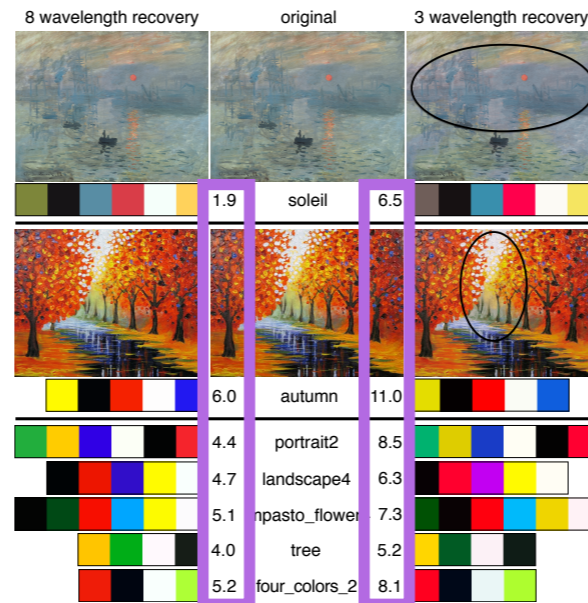 8 wavelength recovery original 3 wavelength recovery
1.9 soleil 6.5
6.0 autumn 11.0
4.4 portrait2 8.5
4.7 landscape4 6.3
5.1 mpasto_flower 7.3
4.0 tree 5.2
5.2 four_colors_2 8.1